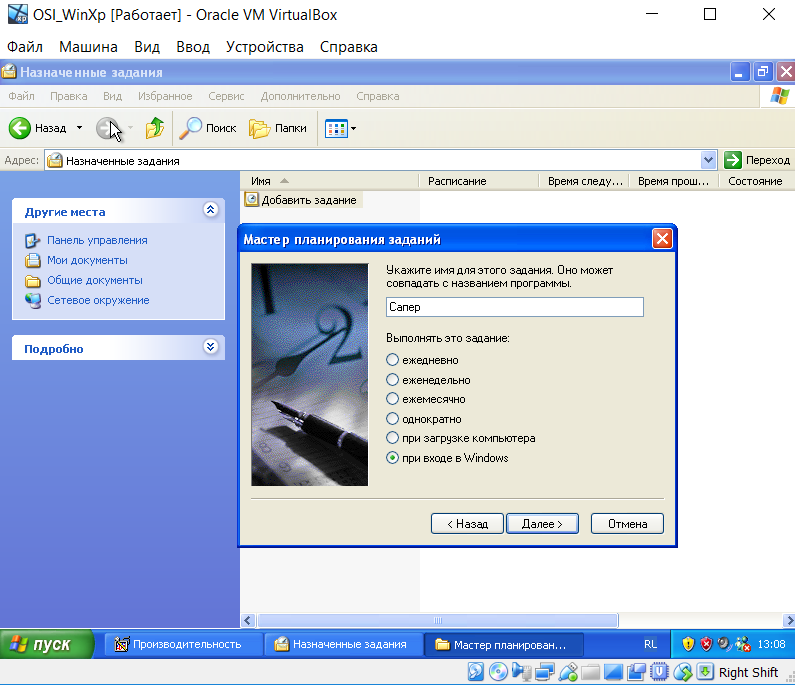 OSI_WinXp [Работает] - Oracle VM VirtualBox
Файл Машина Вид Ввод Устройства Справка
Назначенные задания
Файл Правка Вид Избранное Сервис Дополнительно Справка
Назад Поиск Папки
Адрес: Назначенные задания Переход
Имя Расписание Время следу... Время прош... Состояние
Добавить задание
Другие места
Панель управления
Мои документы
Общие документы
Сетевое окружение
Подробно
Мастер планирования заданий
Укажите имя для этого задания. Оно может
совпадать с названием программы.
Сапер
Выполнять это задание:
ежедневно
еженедельно
ежемесячно
однократно
при загрузке компьютера
при входе в Windows
< Назад Далее > Отмена
пуск Производительность Назначенные задания Мастер планирован... RL 13:08
Right Shift